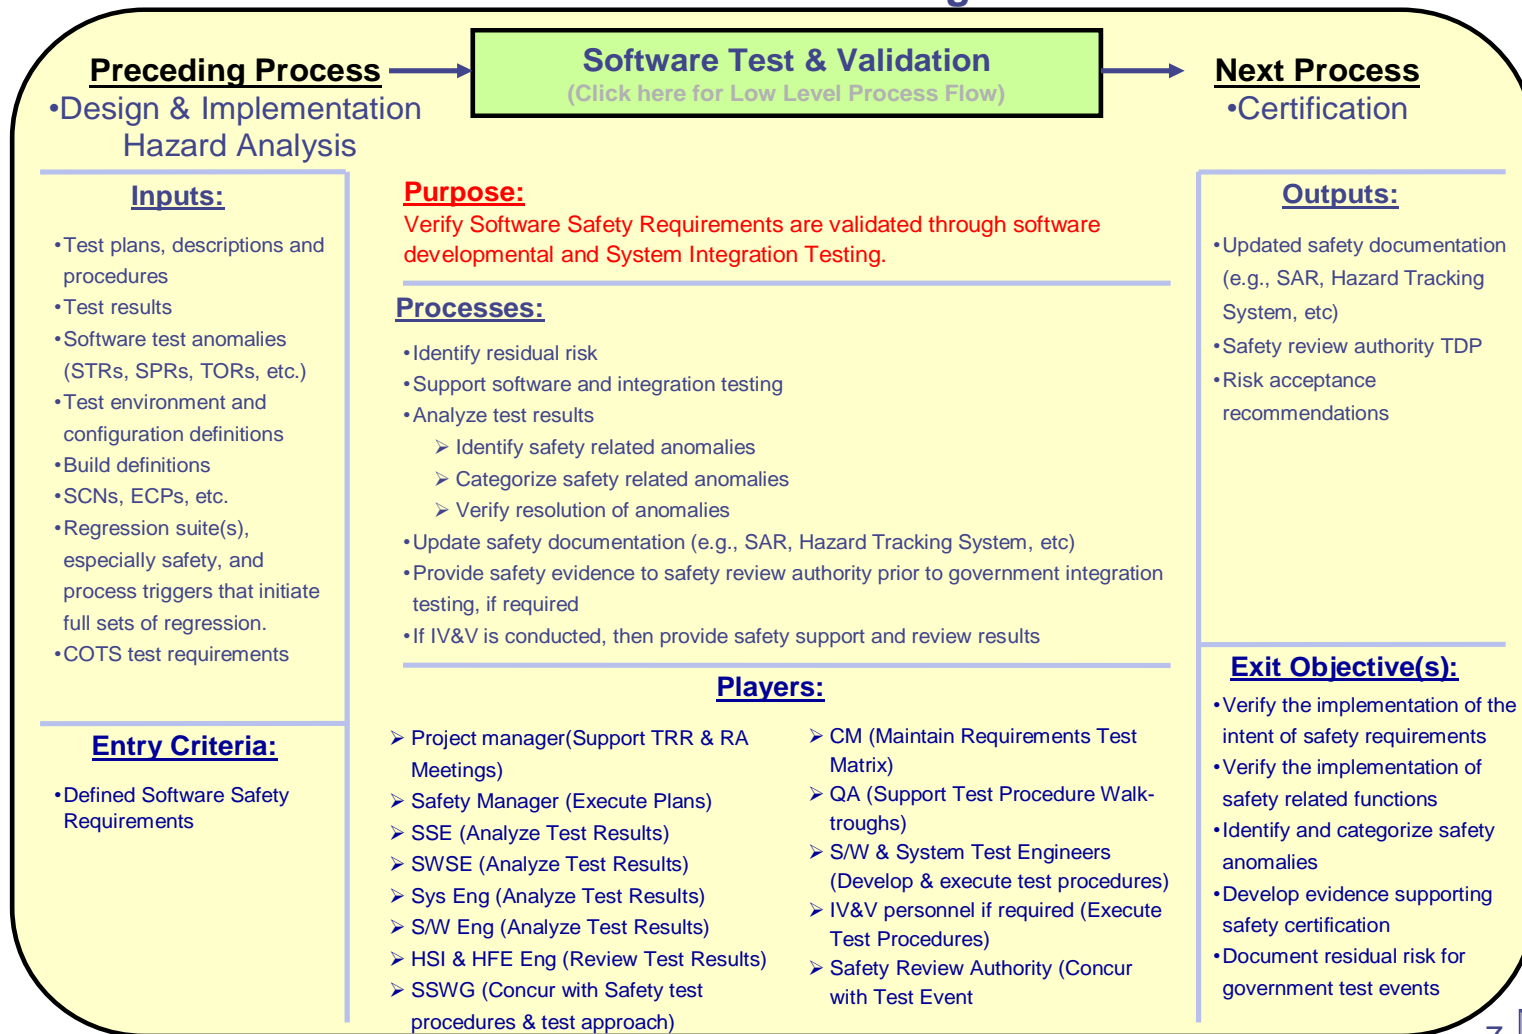 Preceding Process
•Design & Implementation
Hazard Analysis
Software Test & Validation
(Click here for Low Level Process Flow)
Next Process
•Certification
Inputs:
•Test plans, descriptions and
procedures
•Test results
•Software test anomalies
(STRs, SPRs, TORs, etc.)
•Test environment and
configuration definitions
•Build definitions
•SCNs, ECPs, etc.
•Regression suite(s),
especially safety, and
process triggers that initiate
full sets of regression.
•COTS test requirements
Entry Criteria:
•Defined Software Safety
Requirements
Purpose:
Verify Software Safety Requirements are validated through software
developmental and System Integration Testing.
Processes:
•Identify residual risk
•Support software and integration testing
•Analyze test results
➢ Identify safety related anomalies
➢ Categorize safety related anomalies
➢ Verify resolution of anomalies
•Update safety documentation (e.g., SAR, Hazard Tracking System, etc)
•Provide safety evidence to safety review authority prior to government integration
testing, if required
•If IV&V is conducted, then provide safety support and review results
Players:
➢ Project manager(Support TRR & RA
Meetings)
➢ Safety Manager (Execute Plans)
➢ SSE (Analyze Test Results)
➢ SWSE (Analyze Test Results)
➢ Sys Eng (Analyze Test Results)
➢ S/W Eng (Analyze Test Results)
➢ HSI & HFE Eng (Review Test Results)
➢ SSWG (Concur with Safety test
procedures & test approach)
➢ CM (Maintain Requirements Test
Matrix)
➢ QA (Support Test Procedure Walk-
troughs)
➢ S/W & System Test Engineers
(Develop & execute test procedures)
➢ IV&V personnel if required (Execute
Test Procedures)
➢ Safety Review Authority (Concur
with Test Event
Outputs:
•Updated safety documentation
(e.g., SAR, Hazard Tracking
System, etc)
•Safety review authority TDP
•Risk acceptance
recommendations
Exit Objective(s):
•Verify the implementation of the
intent of safety requirements
•Verify the implementation of
safety related functions
•Identify and categorize safety
anomalies
•Develop evidence supporting
safety certification
•Document residual risk for
government test events